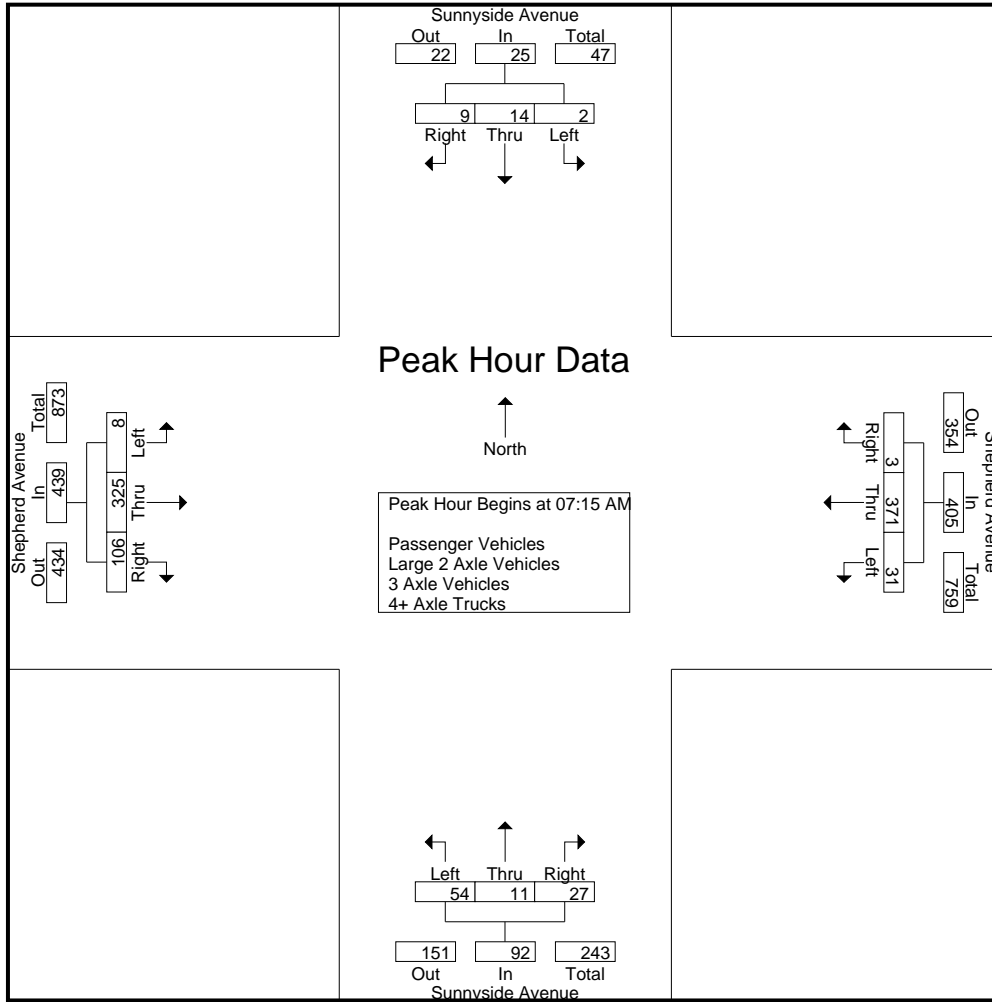 Sunnyside Avenue
Out In Total
22 25 47
9 14 2
Right Thru Left
Peak Hour Data
North
Peak Hour Begins at 07:15 AM
Passenger Vehicles
Large 2 Axle Vehicles
3 Axle Vehicles
4+ Axle Trucks
Shepherd Avenue
Out In Total
434 439 873
8 325 106
Left Thru Right
Shepherd Avenue
Out In Total
354 405 759
3 371 31
Right Thru Left
Left Thru Right
54 11 27
151 92 243
Out In Total
Sunnyside Avenue